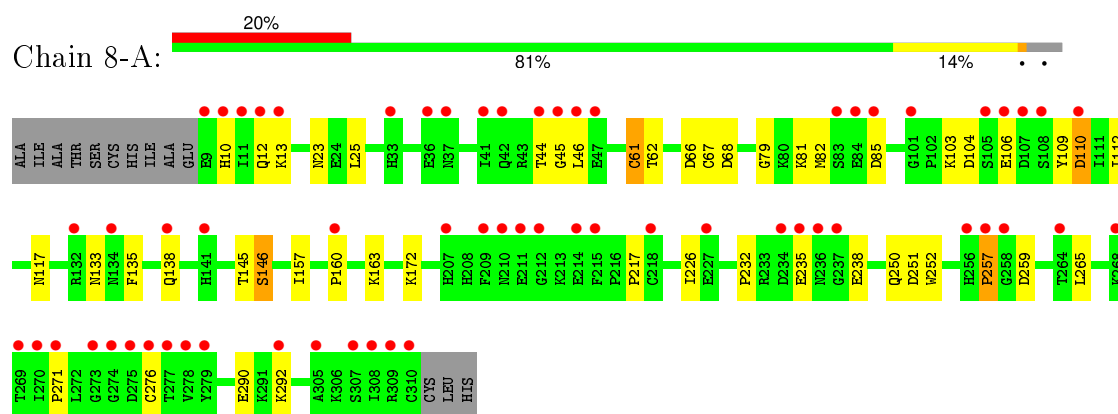 20%
Chain 8-A:
81% 14% • •
ALA ILE ALA THR SER CYS HIS ILE ALA GLU E9 H10 I11 Q12 K13 N23 E24 L25 H33 E36 N37 I41 Q42 R43 T44 G45 L46 E47 C61 T62 D66 C67 D68 G79 K80 K81 M82 S83 E84 D85 G101 P102 K103 D104 S105 E106 D107 S108 Y109 D110 I111 I112
N117 R132 N133 N134 F135 Q138 H141 T145 S146 I157 P160 K163 K172 H207 H208 F209 N210 E211 G212 K213 E214 F215 P216 P217 C218 I226 E227 P232 R233 D234 E235 N236 G237 E238 Q250 D251 W252 H256 P257 G258 D259 T264 L265 K268
T269 I270 P271 L272 G273 G274 D275 C276 T277 V278 Y279 E290 K291 K292 A305 K306 S307 I308 R309 C310 CYS LEU HIS